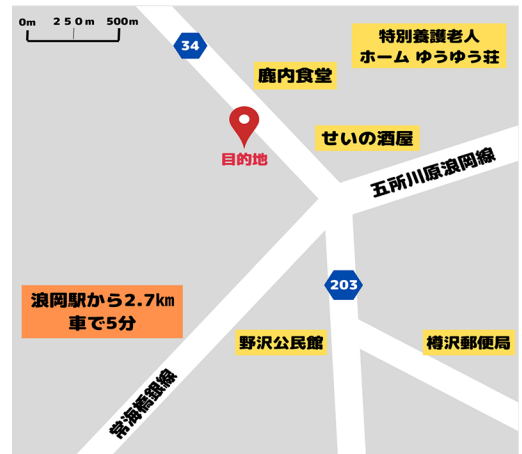 0m 250m 500m
34
特別養護老人
ホーム ゆうゆう荘
鹿内食堂
せいの酒屋
目的地
五所川原浪岡線
203
浪岡駅から2.7㎞
車で5分
野沢公民館
樽沢郵便局
常海橋銀線